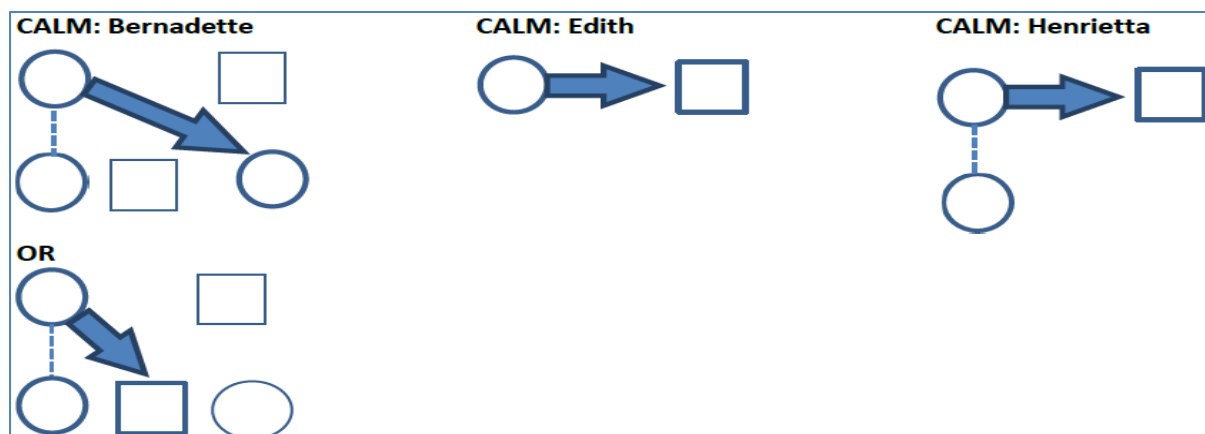 CALM: Bernadette
CALM: Edith
CALM: Henrietta
OR